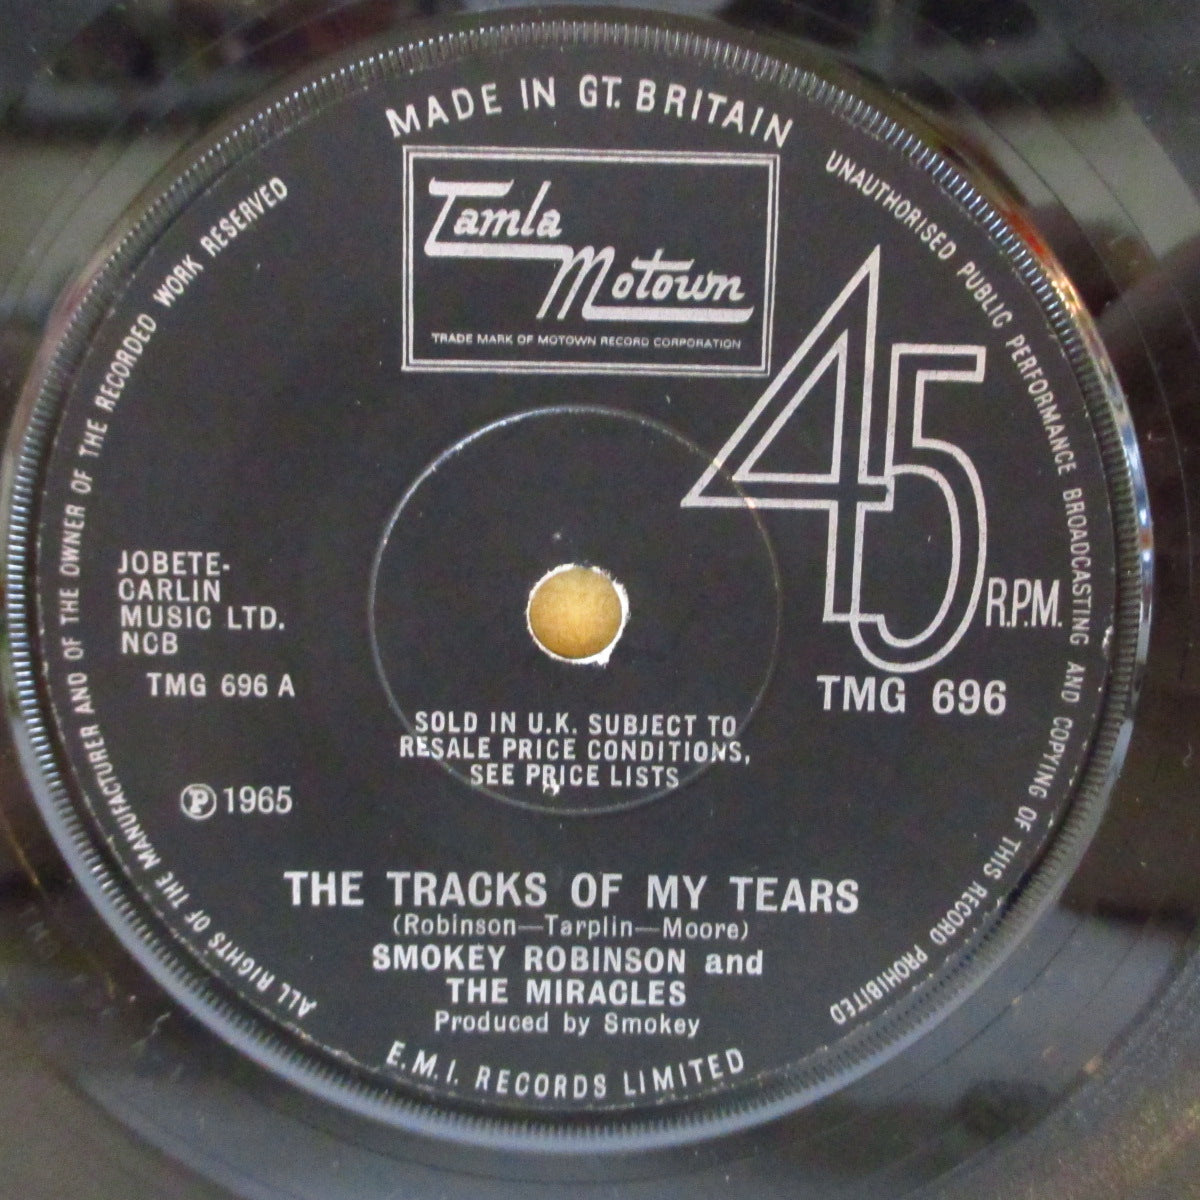 MADE IN GT. BRITAIN
Tamla
Motown
TRADE MARK OF MOTOWN RECORD CORPORATION
UNAUTHORISED PUBLIC PERFORMANCE BROADCASTING AND COPYING OF THIS RECORD PROHIBITED
ALL RIGHTS OF THE MANUFACTURER AND OF THE OWNER OF THE RECORDED WORK RESERVED
45
R.P.M.
JOBETE-
CARLIN
MUSIC LTD.
NCB
TMG 696 A
TMG 696
SOLD IN U.K. SUBJECT TO
RESALE PRICE CONDITIONS,
SEE PRICE LISTS
Ⓟ 1965
THE TRACKS OF MY TEARS
(Robinson—Tarplin—Moore)
SMOKEY ROBINSON and
THE MIRACLES
Produced by Smokey
E.M.I. RECORDS LIMITED